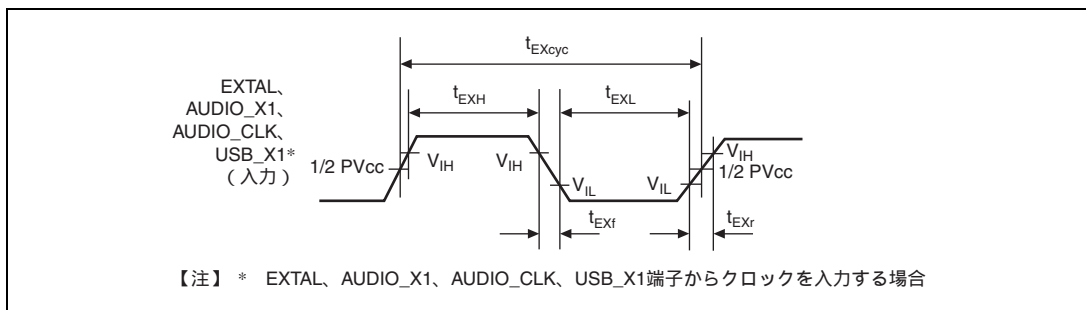 tEXcyc
EXTAL、
AUDIO_X1、
AUDIO_CLK、
USB_X1*
（入力）
tEXH
tEXL
1/2 PVcc
VIH
VIH
VIL
VIL
VIH
1/2 PVcc
tEXf
tEXr
【注】 * EXTAL、AUDIO_X1、AUDIO_CLK、USB_X1端子からクロックを入力する場合